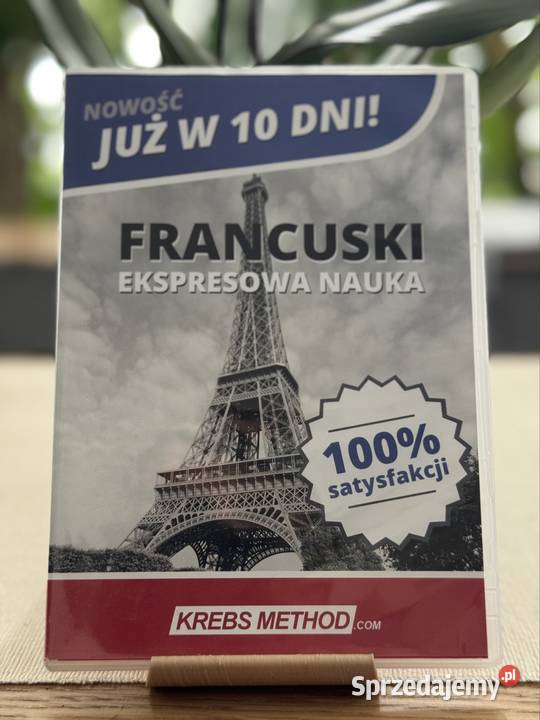 NOWOŚĆ
JUŻ W 10 DNI!
FRANCUSKI
EKSPRESOWA NAUKA
100%
satysfakcji
KREBS METHOD.COM
Sprzedajemy.pl